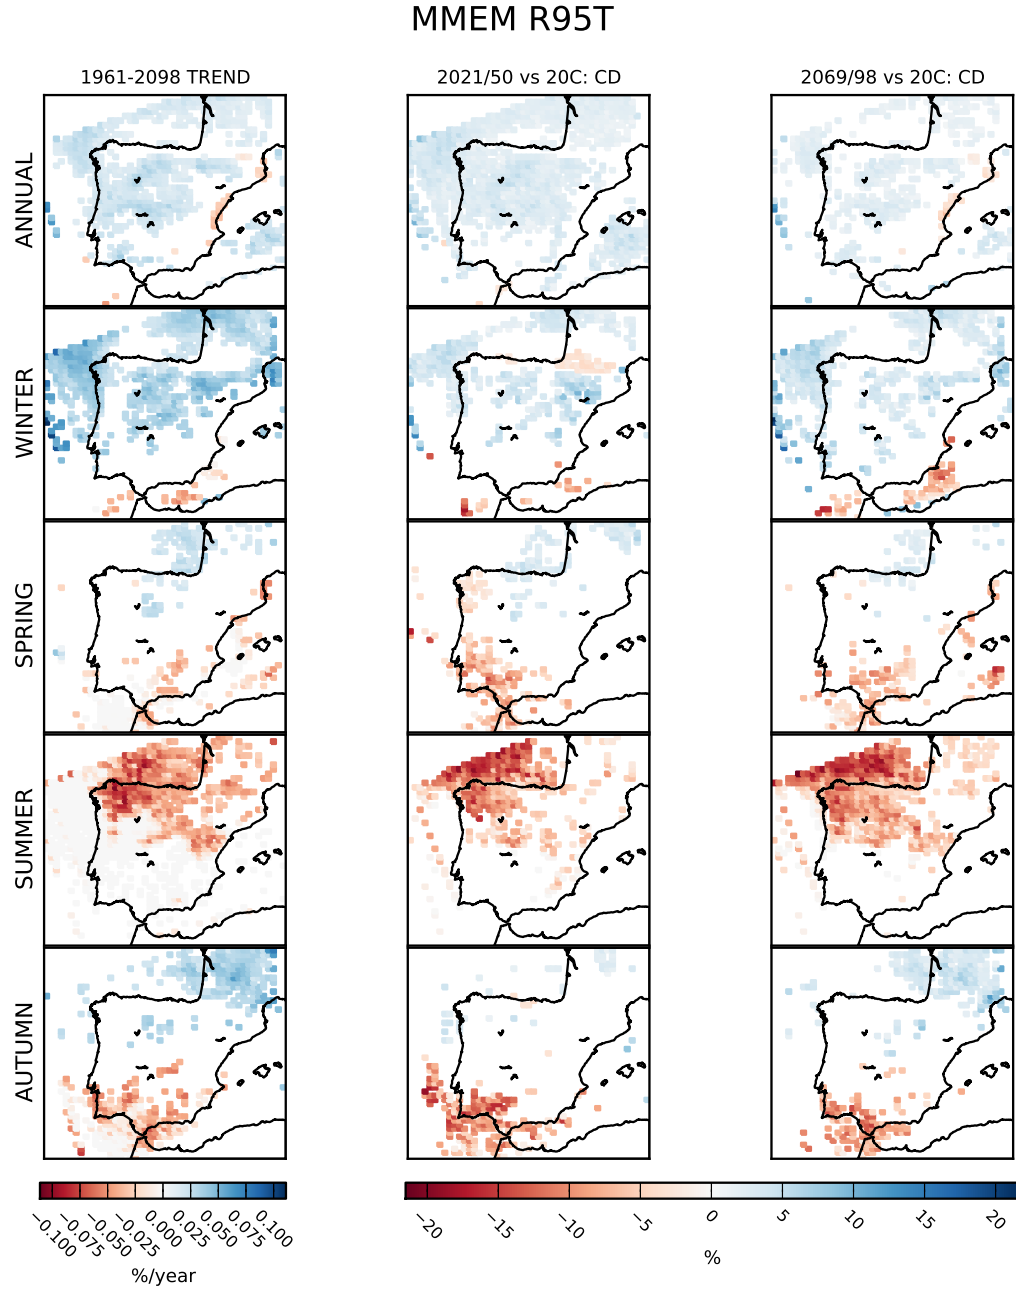 MMEM R95T
1961-2098 TREND
2021/50 vs 20C: CD
2069/98 vs 20C: CD
ANNUAL
WINTER
SPRING
SUMMER
AUTUMN
−0.100 −0.075 −0.050 −0.025 0.000 0.025 0.050 0.075 0.100
%/year
−20 −15 −10 −5 0 5 10 15 20
%